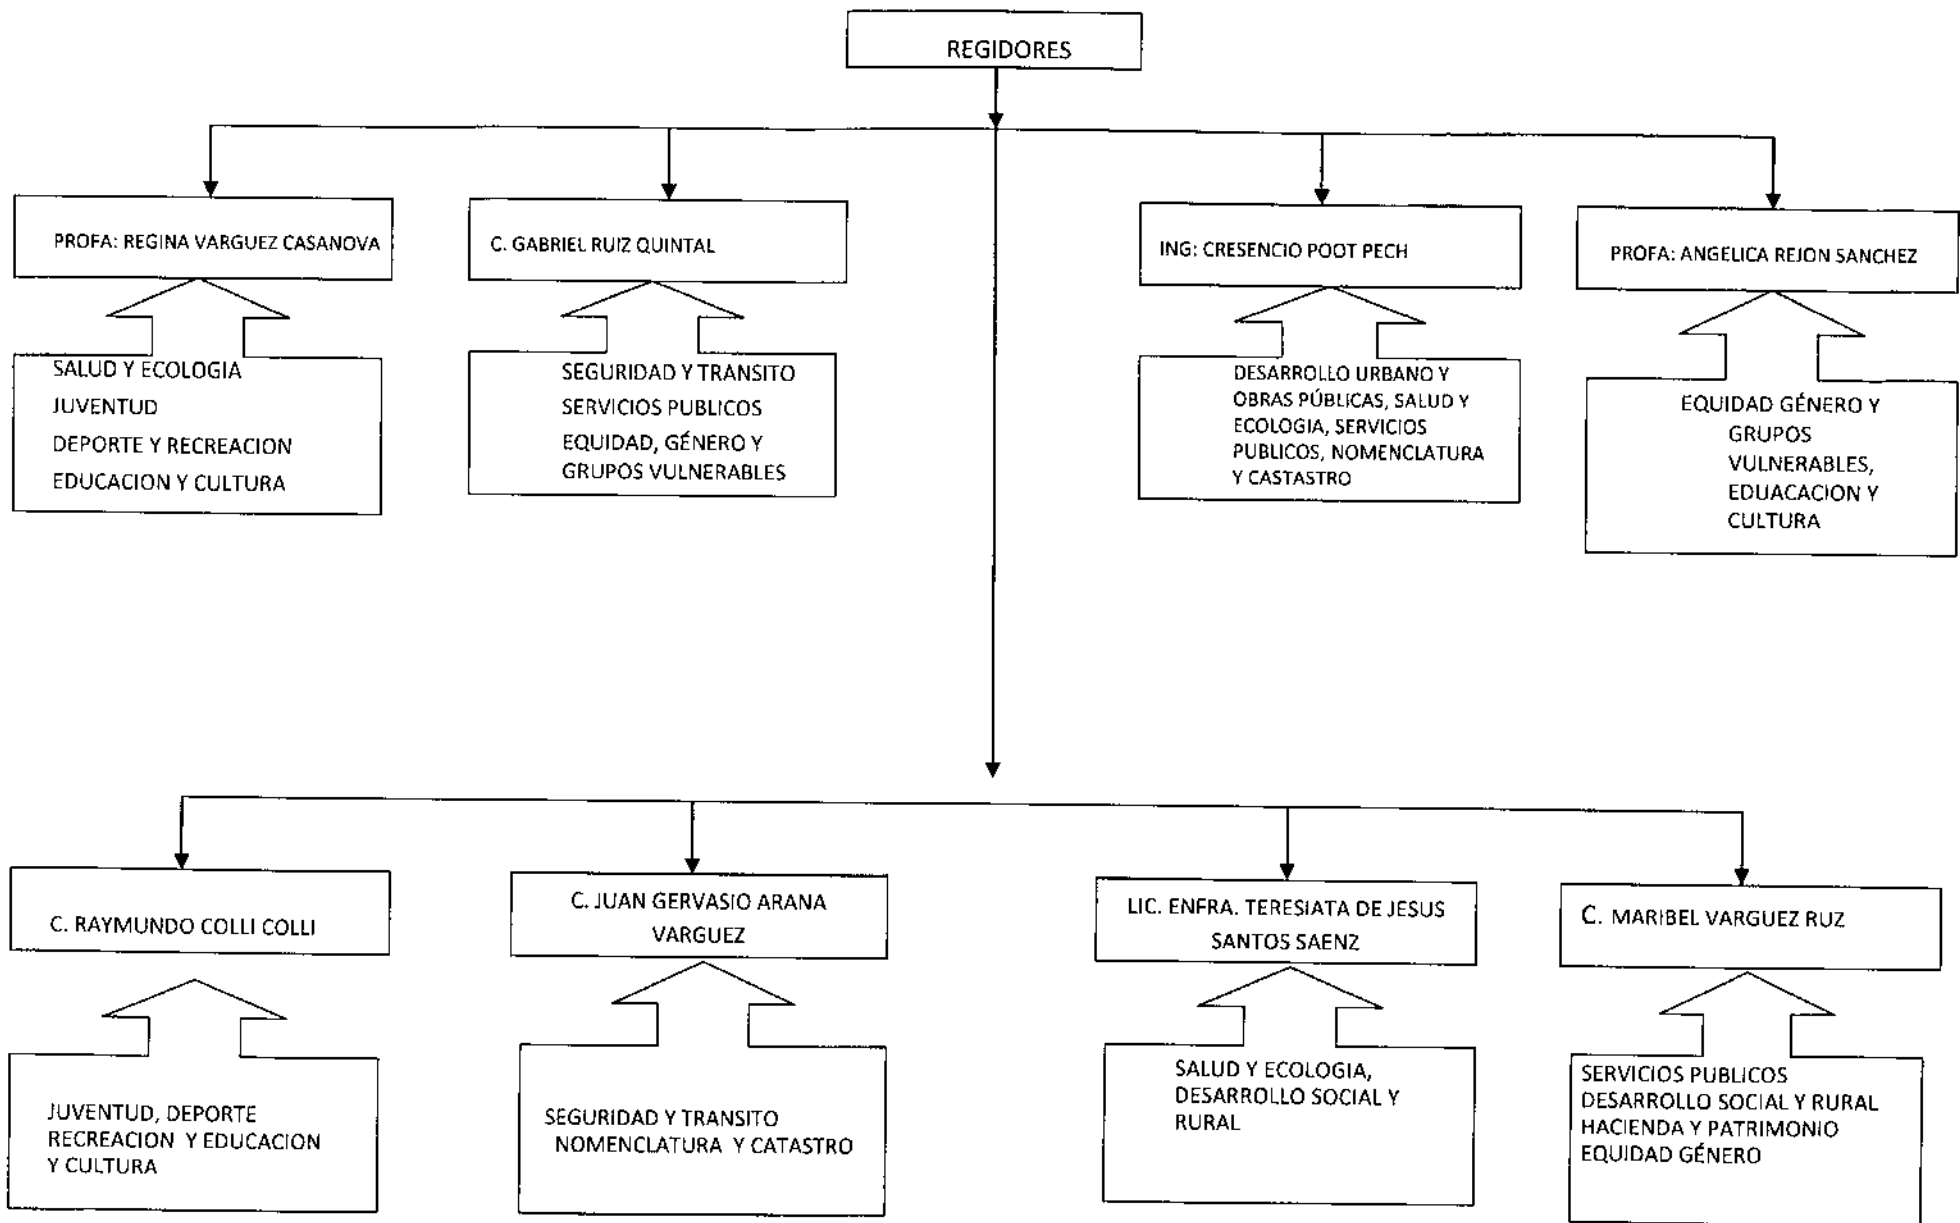 REGIDORES
PROFA: REGINA VARGUEZ CASANOVA
C. GABRIEL RUIZ QUINTAL
ING: CRESENCIO POOT PECH
PROFA: ANGELICA REJON SANCHEZ
SALUD Y ECOLOGIA
JUVENTUD
DEPORTE Y RECREACION
EDUCACION Y CULTURA
SEGURIDAD Y TRANSITO
SERVICIOS PUBLICOS
EQUIDAD, GÉNERO Y
GRUPOS VULNERABLES
DESARROLLO URBANO Y
OBRAS PÚBLICAS, SALUD Y
ECOLOGIA, SERVICIOS
PUBLICOS, NOMENCLATURA
Y CASTASTRO
EQUIDAD GÉNERO Y
GRUPOS
VULNERABLES,
EDUACACION Y
CULTURA
C. RAYMUNDO COLLI COLLI
C. JUAN GERVASIO ARANA
VARGUEZ
LIC. ENFRA. TERESIATA DE JESUS
SANTOS SAENZ
C. MARIBEL VARGUEZ RUZ
JUVENTUD, DEPORTE
RECREACION Y EDUCACION
Y CULTURA
SEGURIDAD Y TRANSITO
NOMENCLATURA Y CATASTRO
SALUD Y ECOLOGIA,
DESARROLLO SOCIAL Y
RURAL
SERVICIOS PUBLICOS
DESARROLLO SOCIAL Y RURAL
HACIENDA Y PATRIMONIO
EQUIDAD GÉNERO